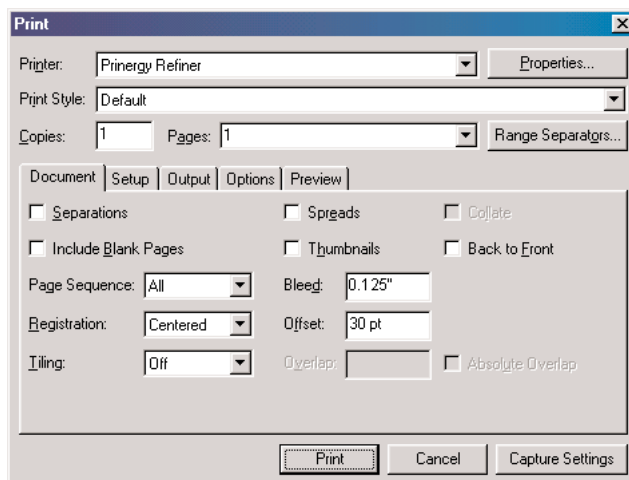 Print
Printer: Prinergy Refiner Properties...
Print Style: Default
Copies: 1 Pages: 1 Range Separators...
Document Setup Output Options Preview
Separations Spreads Collate
Include Blank Pages Thumbnails Back to Front
Page Sequence: All Bleed: 0.125"
Registration: Centered Offset: 30 pt
Tiling: Off Overlap: Absolute Overlap
Print Cancel Capture Settings